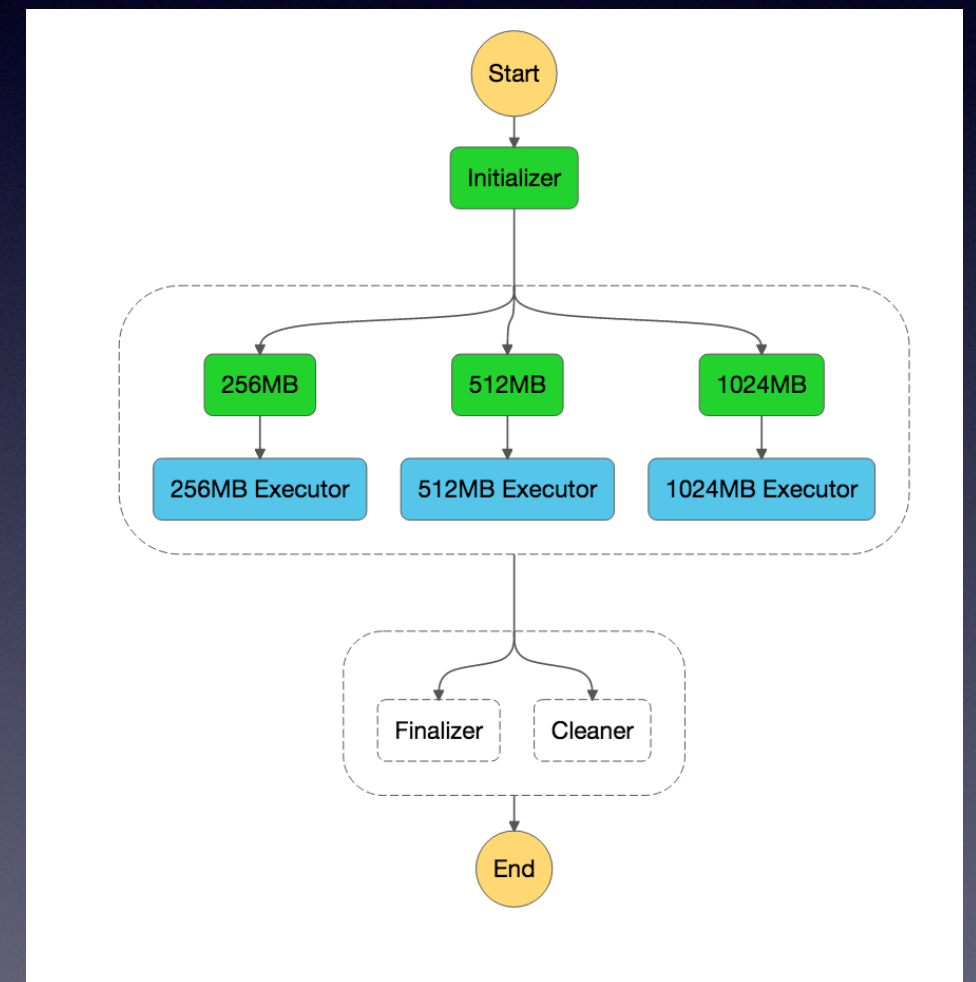 Start
Initializer
256MB
512MB
1024MB
256MB Executor
512MB Executor
1024MB Executor
Finalizer
Cleaner
End